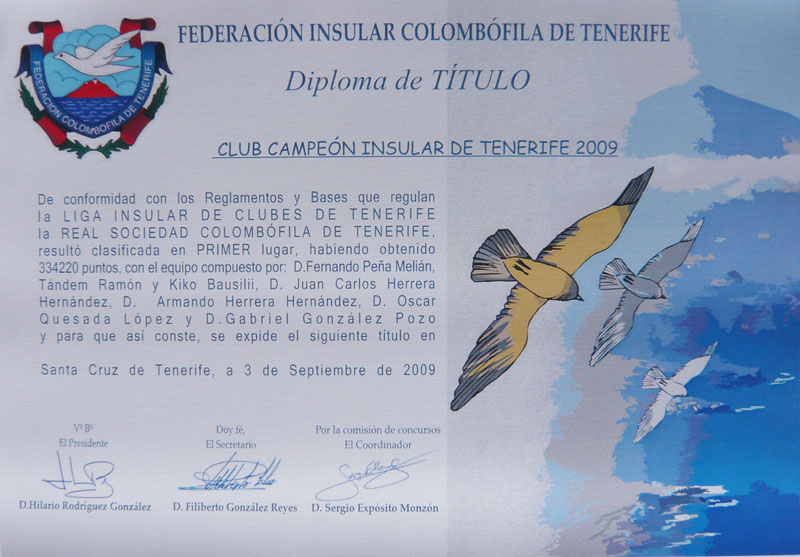 FEDERACIÓN INSULAR COLOMBÓFILA DE TENERIFE
FEDERACION COLOMBOFILA DE TENERIFE
Diploma de TÍTULO
CLUB CAMPEÓN INSULAR DE TENERIFE 2009
De conformidad con los Reglamentos y Bases que regulan
la LIGA INSULAR DE CLUBES DE TENERIFE
la REAL SOCIEDAD COLOMBÓFILA DE TENERIFE,
resultó clasificada en PRIMER lugar, habiendo obtenido
334220 puntos, con el equipo compuesto por: D.Fernando Peña Melián,
Tándem Ramón y Kiko Bausilii, D. Juan Carlos Herrera
Hernández, D. Armando Herrera Hernández, D. Oscar
Quesada López y D.Gabriel González Pozo
y para que así conste, se expide el siguiente título en
Santa Cruz de Tenerife, a 3 de Septiembre de 2009
Vº Bº
El Presidente
D.Hilario Rodríguez González
Doy fé,
El Secretario
D. Filiberto González Reyes
Por la comisión de concursos
El Coordinador
D. Sergio Expósito Monzón